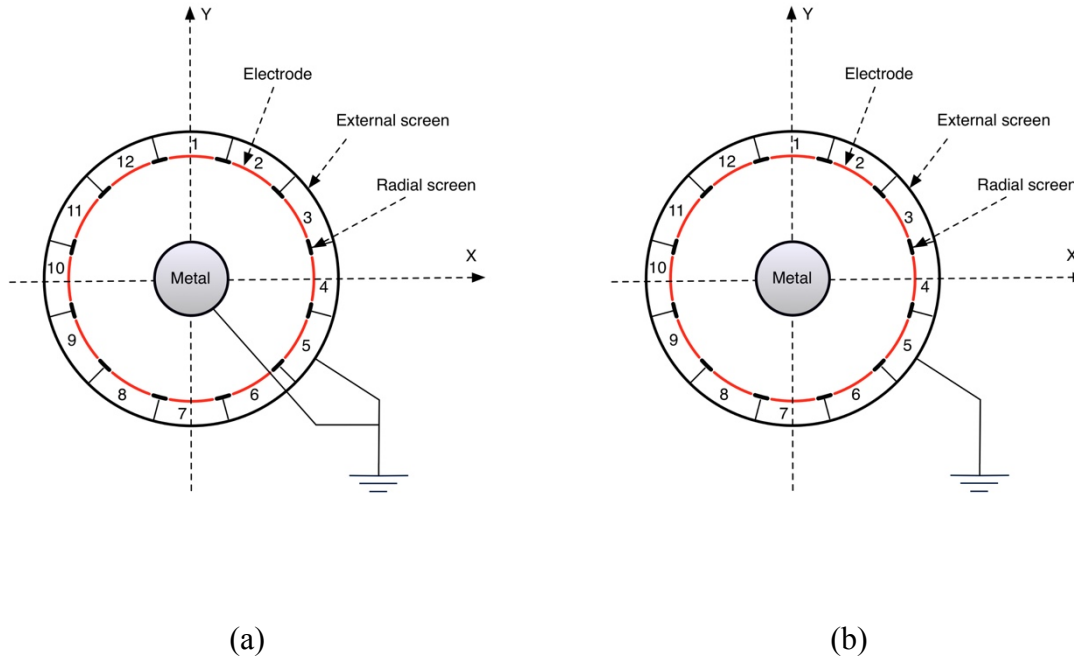 Y
Electrode
External screen
1
2
12
Radial screen
3
11
X
10
Metal
4
9
5
8
6
7
(a)
Y
Electrode
External screen
1
2
12
Radial screen
3
11
X
10
Metal
4
9
5
8
6
7
(b)